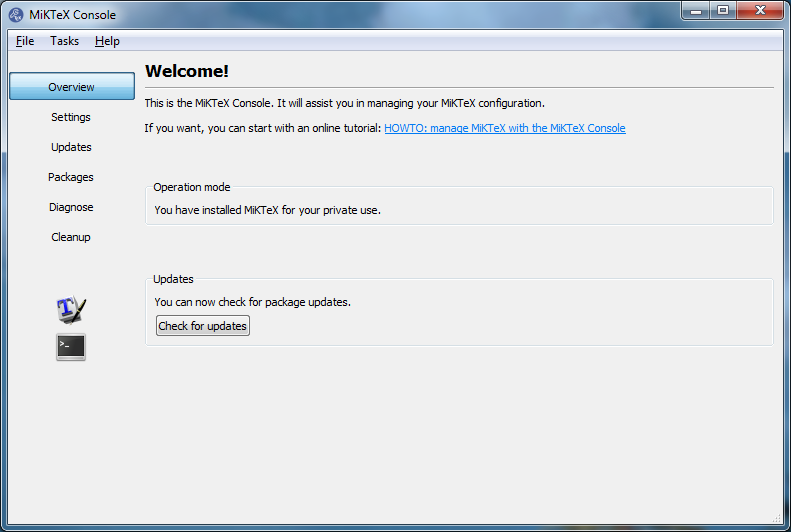 MiKTeX Console
File Tasks Help
Overview
Settings
Updates
Packages
Diagnose
Cleanup
Welcome!
This is the MiKTeX Console. It will assist you in managing your MiKTeX configuration.
If you want, you can start with an online tutorial: HOWTO: manage MiKTeX with the MiKTeX Console
Operation mode
You have installed MiKTeX for your private use.
Updates
You can now check for package updates.
Check for updates